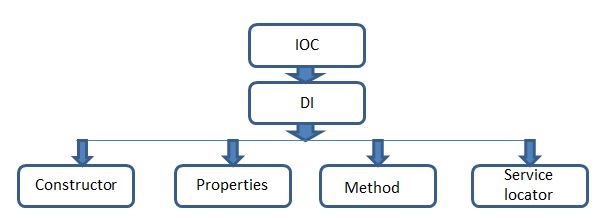 IOC
DI
Constructor
Properties
Method
Service
locator